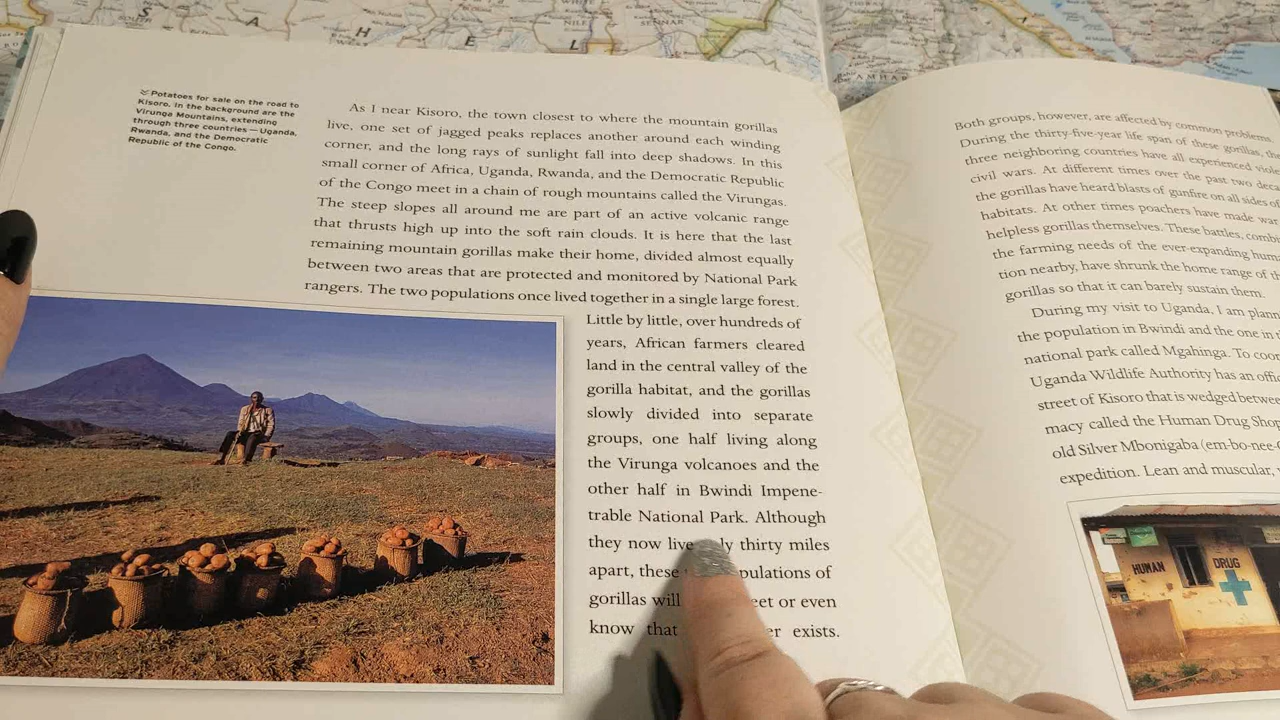 S A H E L
Potatoes for sale on the road to
Kisoro. In the background are the
Virunga Mountains, extending
through three countries — Uganda,
Rwanda, and the Democratic
Republic of the Congo.
As I near Kisoro, the town closest to where the mountain gorillas
live, one set of jagged peaks replaces another around each winding
corner, and the long rays of sunlight fall into deep shadows. In this
small corner of Africa, Uganda, Rwanda, and the Democratic Republic
of the Congo meet in a chain of rough mountains called the Virungas.
The steep slopes all around me are part of an active volcanic range
that thrusts high up into the soft rain clouds. It is here that the last
remaining mountain gorillas make their home, divided almost equally
between two areas that are protected and monitored by National Park
rangers. The two populations once lived together in a single large forest.
Little by little, over hundreds of
years, African farmers cleared
land in the central valley of the
gorilla habitat, and the gorillas
slowly divided into separate
groups, one half living along
the Virunga volcanoes and the
other half in Bwindi Impene-
trable National Park. Although
they now live thirty miles
apart, these populations of
gorillas will or even
know that exists.
Both groups, however, are affected by common problems.
During the thirty-five-year life span of these gorillas, the
three neighboring countries have all experienced
civil wars. At different times over the past two
the gorillas have heard blasts of gunfire on all sides of
habitats. At other times poachers have made war
helpless gorillas themselves. These battles,
the farming needs of the ever-expanding
tion nearby, have shrunk the home range of
gorillas so that it can barely sustain them.
During my visit to Uganda, I am
the population in Bwindi and the one in
national park called Mgahinga. To
Uganda Wildlife Authority has an
street of Kisoro that is wedged
macy called the Human Drug
old Silver Mbonigaba
expedition. Lean and muscular,
HUMAN DRUG